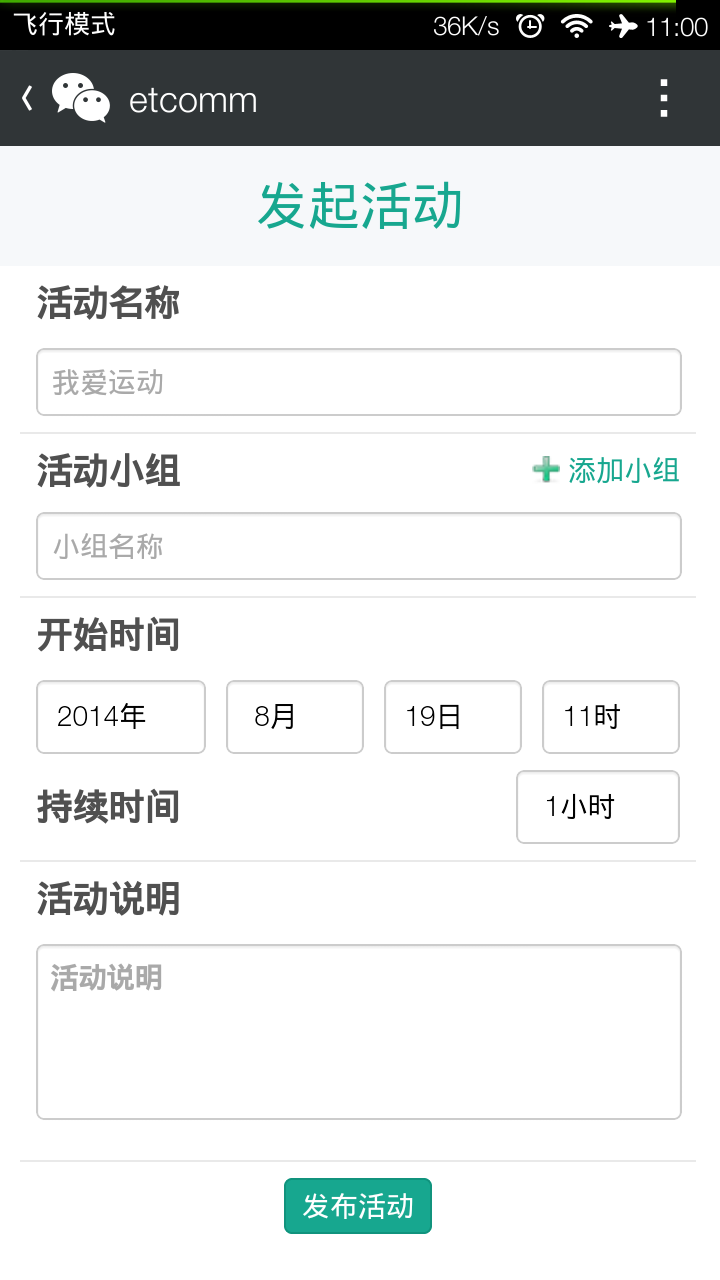 飞行模式 36K/s 11:00
etcomm
发起活动
活动名称
我爱运动
活动小组 添加小组
小组名称
开始时间
2014年 8月 19日 11时
持续时间 1小时
活动说明
活动说明
发布活动